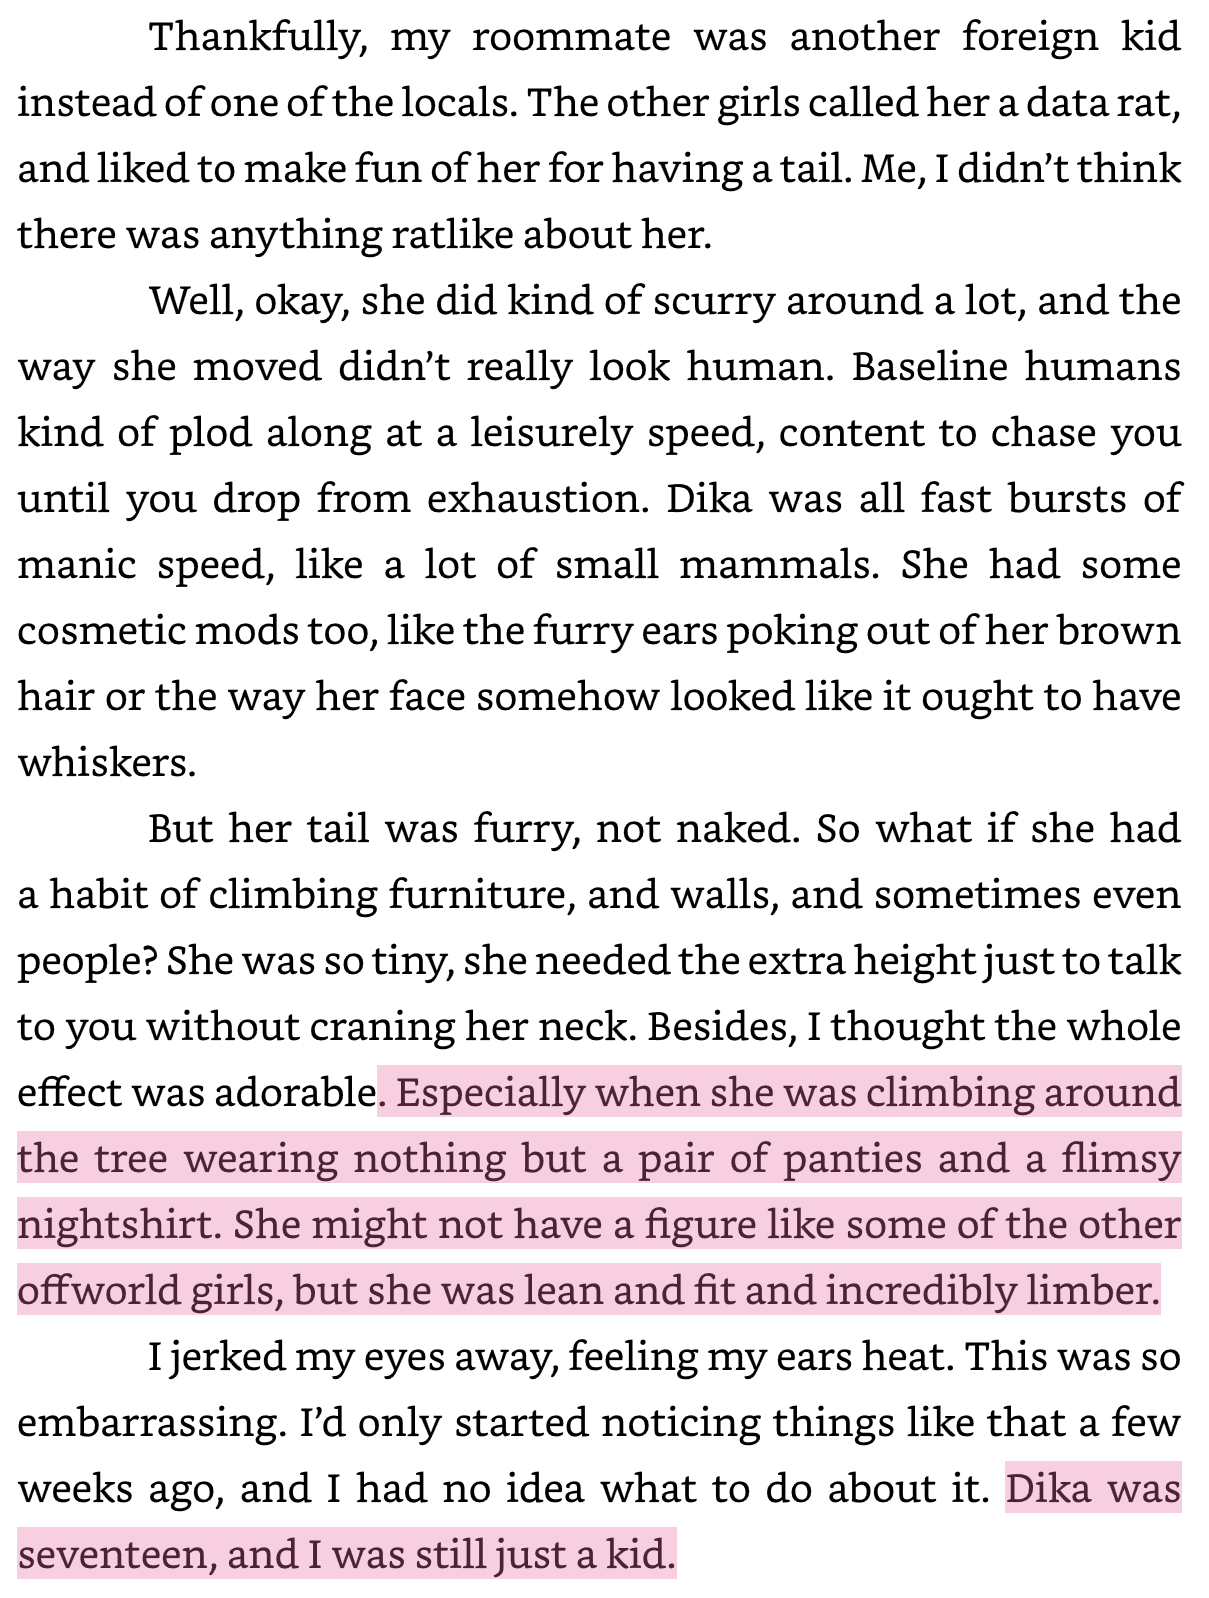 Thankfully, my roommate was another foreign kid
instead of one of the locals. The other girls called her a data rat,
and liked to make fun of her for having a tail. Me, I didn’t think
there was anything ratlike about her.
Well, okay, she did kind of scurry around a lot, and the
way she moved didn’t really look human. Baseline humans
kind of plod along at a leisurely speed, content to chase you
until you drop from exhaustion. Dika was all fast bursts of
manic speed, like a lot of small mammals. She had some
cosmetic mods too, like the furry ears poking out of her brown
hair or the way her face somehow looked like it ought to have
whiskers.
But her tail was furry, not naked. So what if she had
a habit of climbing furniture, and walls, and sometimes even
people? She was so tiny, she needed the extra height just to talk
to you without craning her neck. Besides, I thought the whole
effect was adorable. Especially when she was climbing around
the tree wearing nothing but a pair of panties and a flimsy
nightshirt. She might not have a figure like some of the other
offworld girls, but she was lean and fit and incredibly limber.
I jerked my eyes away, feeling my ears heat. This was so
embarrassing. I’d only started noticing things like that a few
weeks ago, and I had no idea what to do about it. Dika was
seventeen, and I was still just a kid.